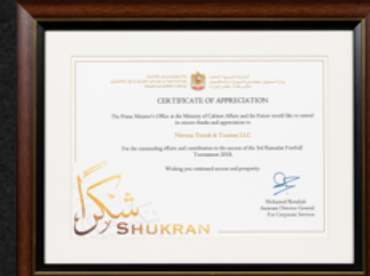 CERTIFICATE OF APPRECIATION
The Prime Minister's Office at the Ministry of Cabinet Affairs and the Future would like to extend
its sincere thanks and appreciation to
Nirvana Travels & Tourism LLC
For the outstanding efforts and contribution to the success of the 3rd Ramadan Football
Tournament 2018.
Wishing you continued success and prosperity
Mohamed
Assistant Director General
For Corporate Services
شكرا
SHUKRAN